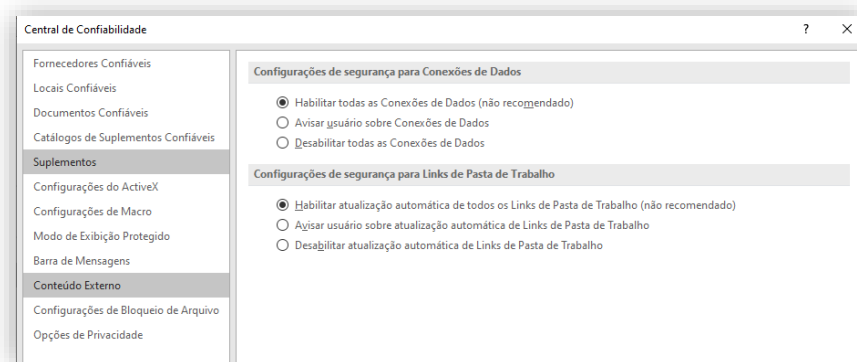 Central de Confiabilidade
?
Fornecedores Confiáveis
Locais Confiáveis
Documentos Confiáveis
Catálogos de Suplementos Confiáveis
Suplementos
Configurações do ActiveX
Configurações de Macro
Modo de Exibição Protegido
Barra de Mensagens
Conteúdo Externo
Configurações de Bloqueio de Arquivo
Opções de Privacidade
Configurações de segurança para Conexões de Dados
Habilitar todas as Conexões de Dados (não recomendado)
Avisar usuário sobre Conexões de Dados
Desabilitar todas as Conexões de Dados
Configurações de segurança para Links de Pasta de Trabalho
Habilitar atualização automática de todos os Links de Pasta de Trabalho (não recomendado)
Avisar usuário sobre atualização automática de Links de Pasta de Trabalho
Desabilitar atualização automática de Links de Pasta de Trabalho